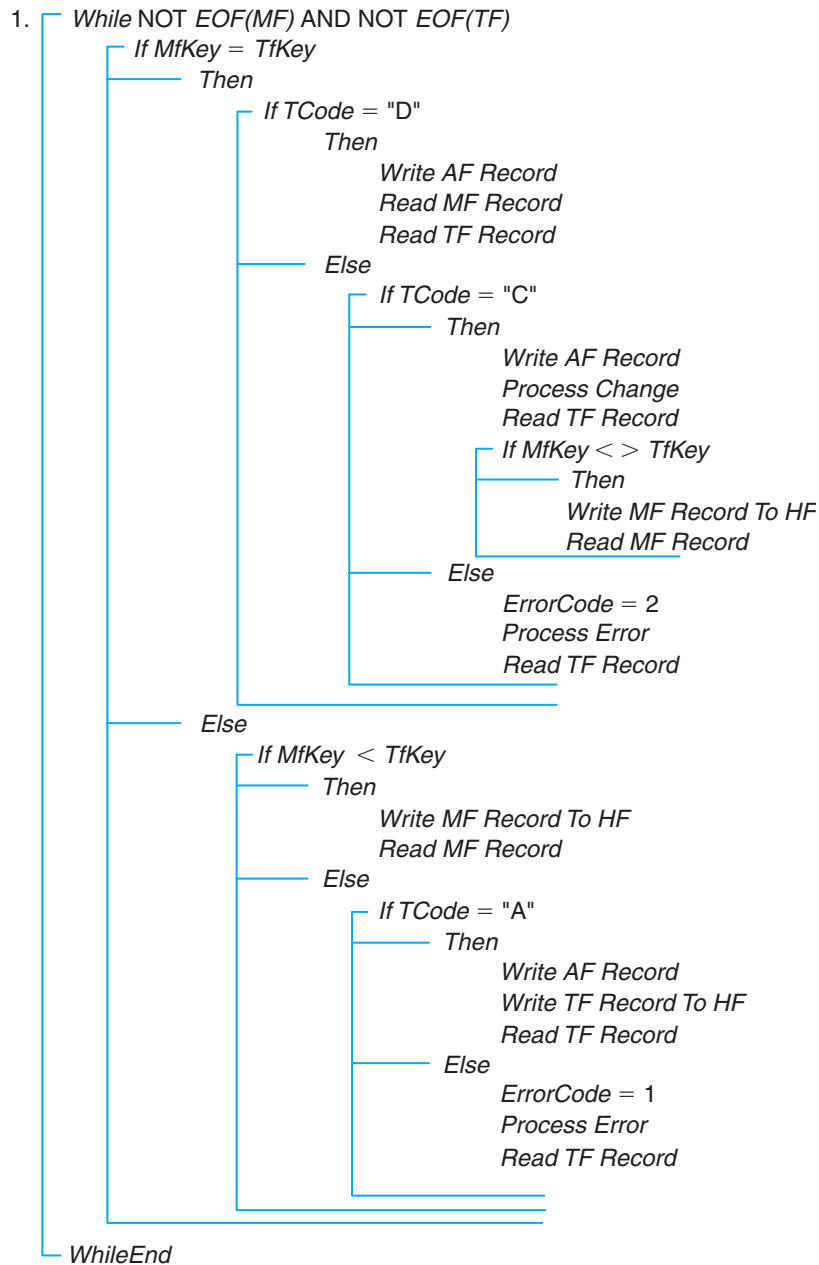 1. While NOT EOF(MF) AND NOT EOF(TF)
If MfKey = TfKey
Then
If TCode = "D"
Then
Write AF Record
Read MF Record
Read TF Record
Else
If TCode = "C"
Then
Write AF Record
Process Change
Read TF Record
If MfKey < > TfKey
Then
Write MF Record To HF
Read MF Record
Else
ErrorCode = 2
Process Error
Read TF Record
Else
If MfKey < TfKey
Then
Write MF Record To HF
Read MF Record
Else
If TCode = "A"
Then
Write AF Record
Write TF Record To HF
Read TF Record
Else
ErrorCode = 1
Process Error
Read TF Record
WhileEnd